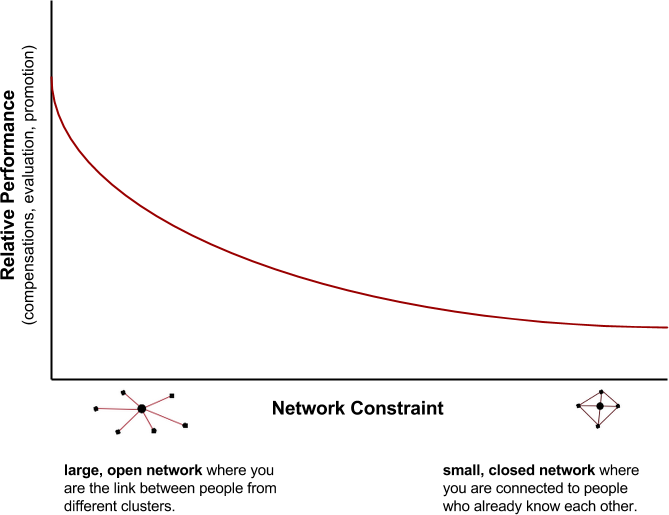 Relative Performance
(compensations, evaluation, promotion)
Network Constraint
large, open network where you
are the link between people from
different clusters.
small, closed network where
you are connected to people
who already know each other.